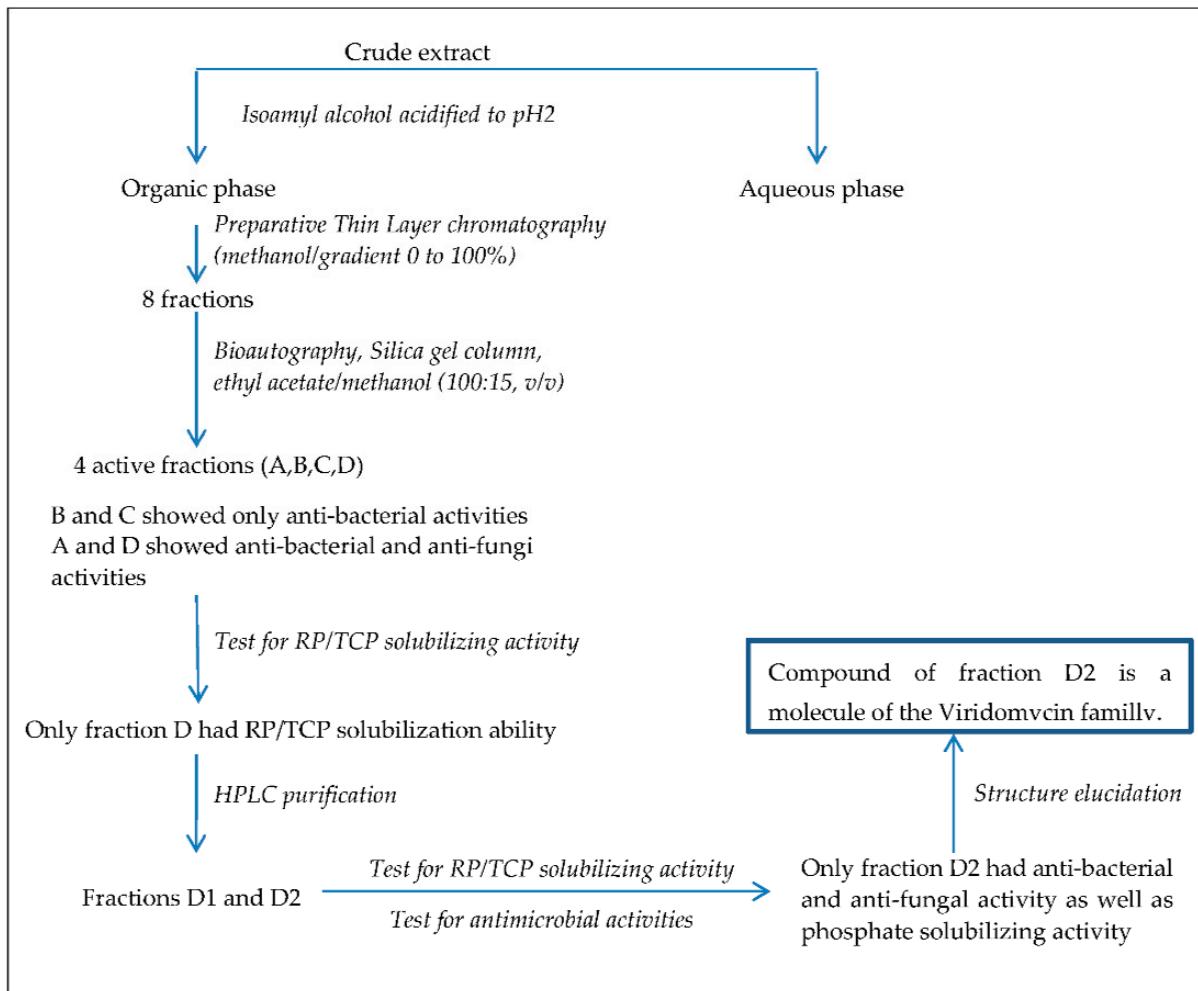 Crude extract
Isoamyl alcohol acidified to pH2
Organic phase
Aqueous phase
Preparative Thin Layer chromatography
(methanol/gradient 0 to 100%)
8 fractions
Bioautography, Silica gel column,
ethyl acetate/methanol (100:15, v/v)
4 active fractions (A,B,C,D)
B and C showed only anti-bacterial activities
A and D showed anti-bacterial and anti-fungi
activities
Test for RP/TCP solubilizing activity
Only fraction D had RP/TCP solubilization ability
HPLC purification
Fractions D1 and D2
Test for RP/TCP solubilizing activity
Test for antimicrobial activities
Only fraction D2 had anti-bacterial
and anti-fungal activity as well as
phosphate solubilizing activity
Structure elucidation
Compound of fraction D2 is a
molecule of the Viridomycin familly.